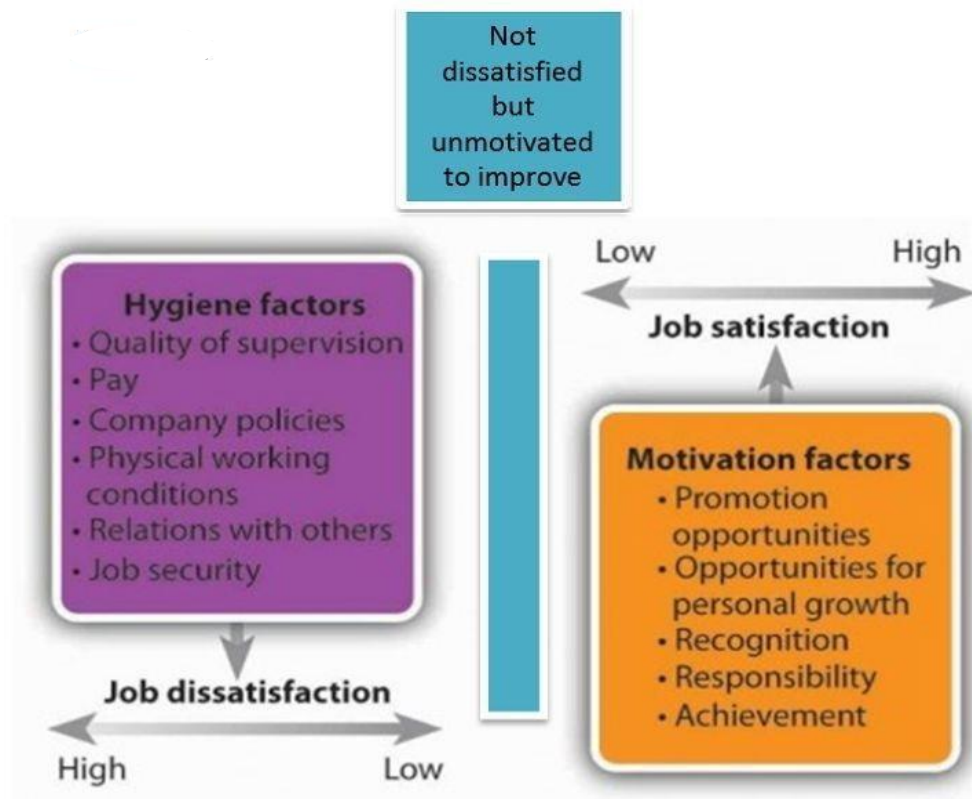 Not
dissatisfied
but
unmotivated
to improve
Hygiene factors
• Quality of supervision
• Pay
• Company policies
• Physical working
conditions
• Relations with others
• Job security
Job dissatisfaction
High Low
Low High
Job satisfaction
Motivation factors
• Promotion
opportunities
• Opportunities for
personal growth
• Recognition
• Responsibility
• Achievement